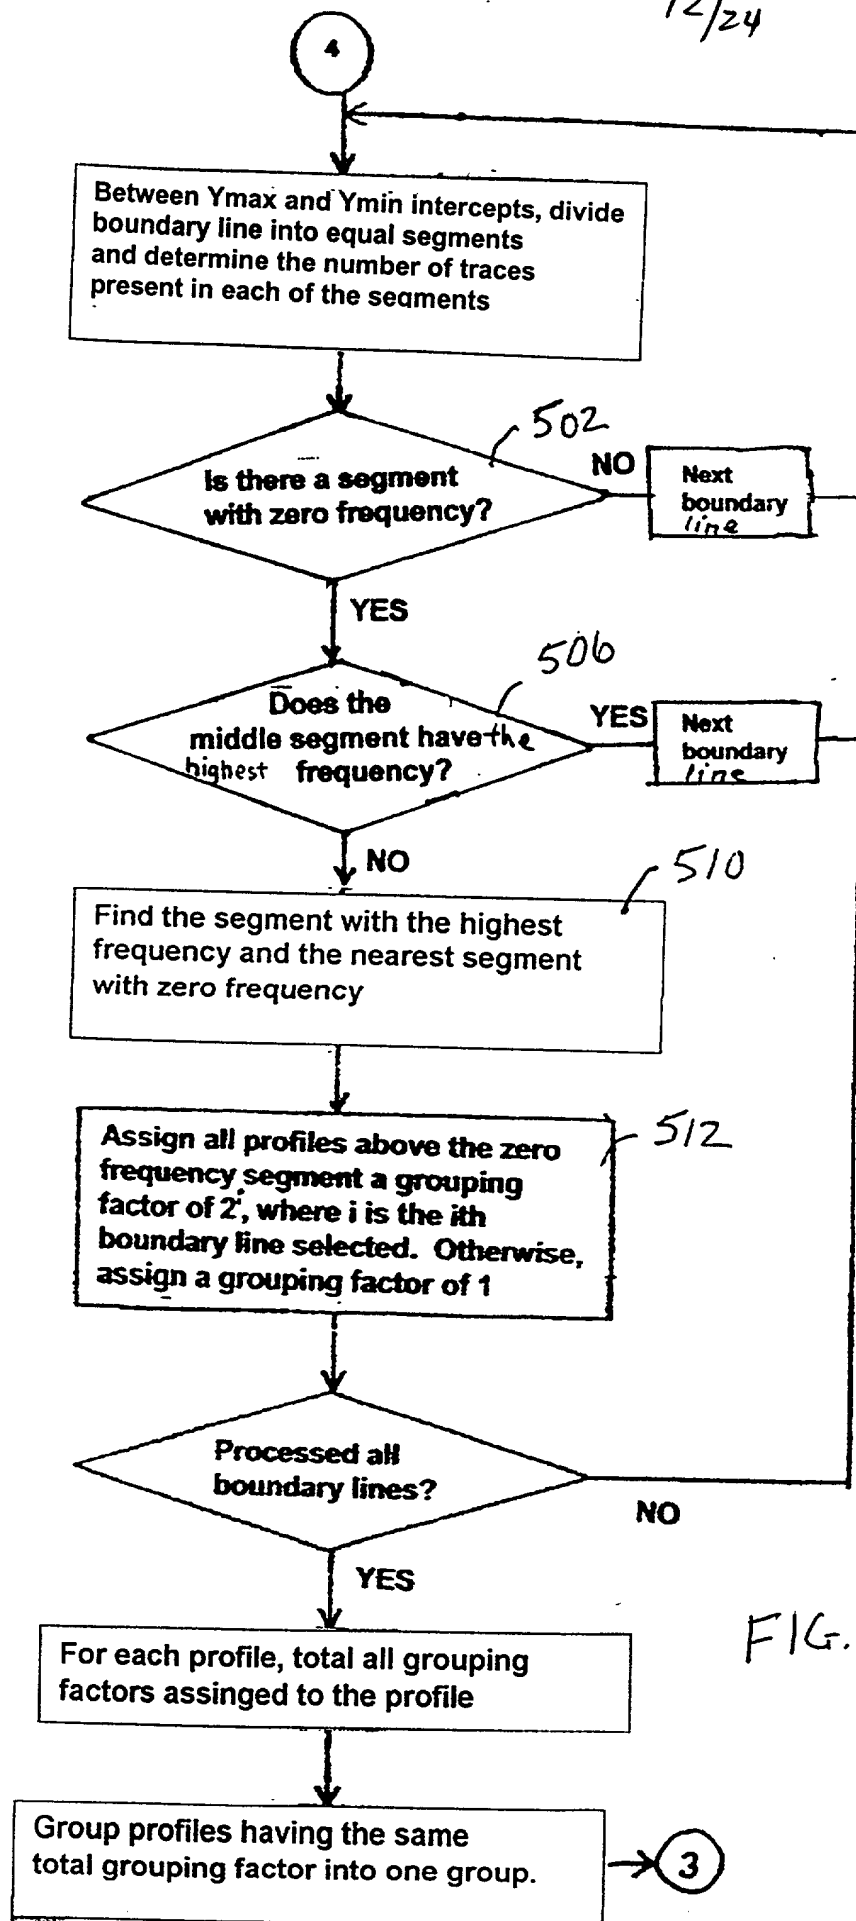 12/24
4
Between Ymax and Ymin intercepts, divide
boundary line into equal segments
and determine the number of traces
present in each of the segments
502
Is there a segment
with zero frequency?
NO
Next
boundary
line
YES
506
Does the
middle segment have the
highest frequency?
YES
Next
boundary
line
NO
510
Find the segment with the highest
frequency and the nearest segment
with zero frequency
512
Assign all profiles above the zero
frequency segment a grouping
factor of 2^i, where i is the ith
boundary line selected. Otherwise,
assign a grouping factor of 1
Processed all
boundary lines?
NO
YES
FIG.
For each profile, total all grouping
factors assinged to the profile
Group profiles having the same
total grouping factor into one group.
3